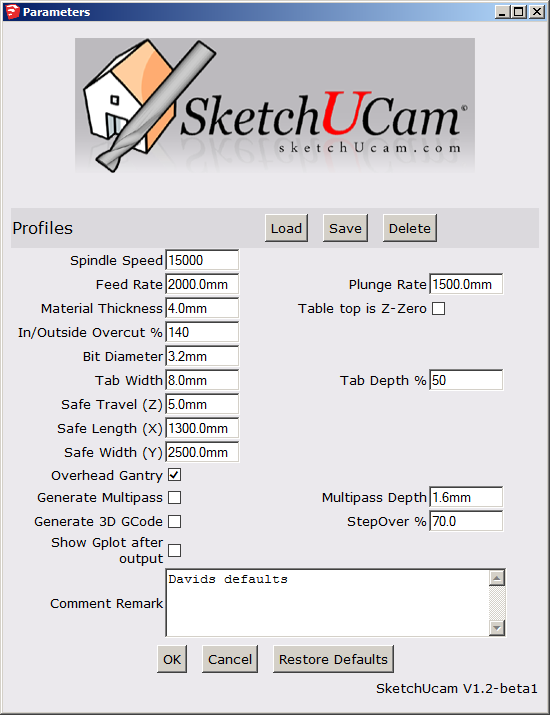 Parameters
SketchUCam©
sketchUcam.com
Profiles Load Save Delete
Spindle Speed 15000
Feed Rate 2000.0mm Plunge Rate 1500.0mm
Material Thickness 4.0mm Table top is Z-Zero
In/Outside Overcut % 140
Bit Diameter 3.2mm
Tab Width 8.0mm Tab Depth % 50
Safe Travel (Z) 5.0mm
Safe Length (X) 1300.0mm
Safe Width (Y) 2500.0mm
Overhead Gantry
Generate Multipass Multipass Depth 1.6mm
Generate 3D GCode StepOver % 70.0
Show Gplot after
output
Davids defaults
Comment Remark
OK Cancel Restore Defaults
SketchUcam V1.2-beta1